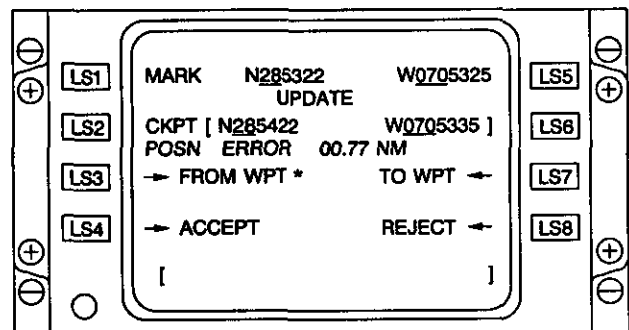 LS1 MARK N285322 W0705325 LS5
UPDATE
LS2 CKPT [ N285422 W0705335 ] LS6
POSN ERROR 00.77 NM
LS3 → FROM WPT * TO WPT ← LS7
LS4 → ACCEPT REJECT ← LS8
[ ]